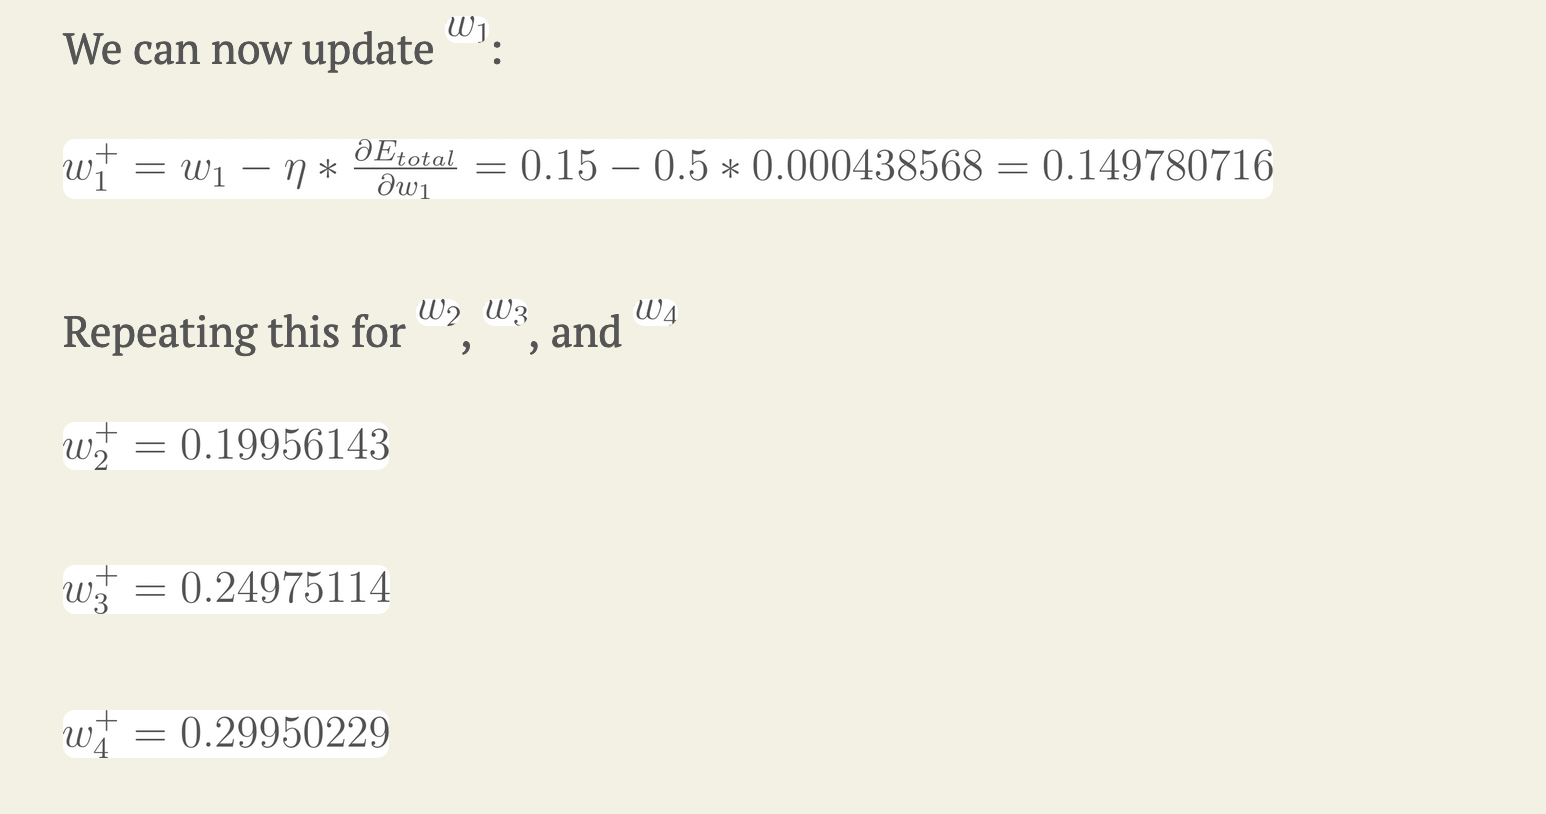 We can now update w₁:
w₁⁺ = w₁ − η * ∂E_total/∂w₁ = 0.15 − 0.5 * 0.000438568 = 0.149780716
Repeating this for w₂, w₃, and w₄
w₂⁺ = 0.19956143
w₃⁺ = 0.24975114
w₄⁺ = 0.29950229